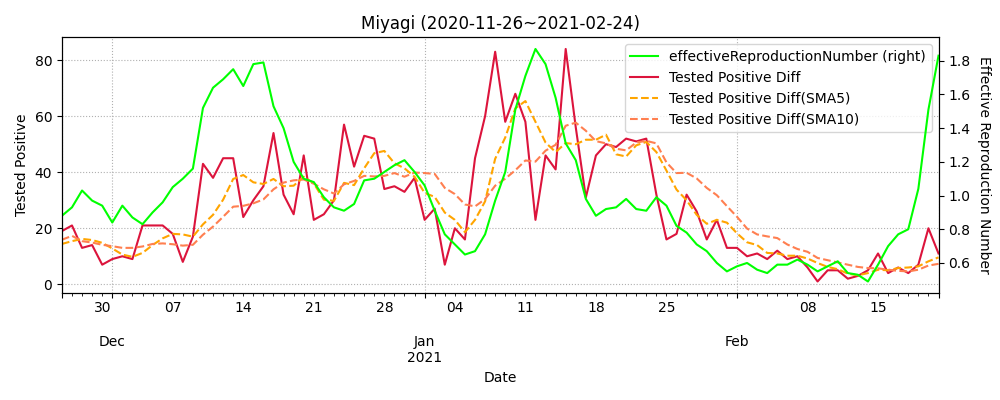 Miyagi (2020-11-26~2021-02-24)
effectiveReproductionNumber (right)
Tested Positive Diff
Tested Positive Diff(SMA5)
Tested Positive Diff(SMA10)
Tested Positive
80
60
40
20
0
1.8
1.6
1.4
1.2
1.0
0.8
0.6
Effective Reproduction Number
30 07 14 21 28 04 11 18 25 08 15
Dec Jan Feb
2021
Date